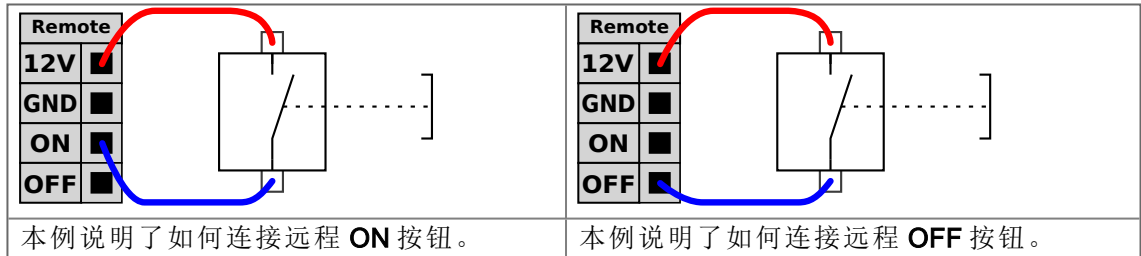 Remote
12V
GND
ON
OFF
本例说明了如何连接远程 ON 按钮。
Remote
12V
GND
ON
OFF
本例说明了如何连接远程 OFF 按钮。